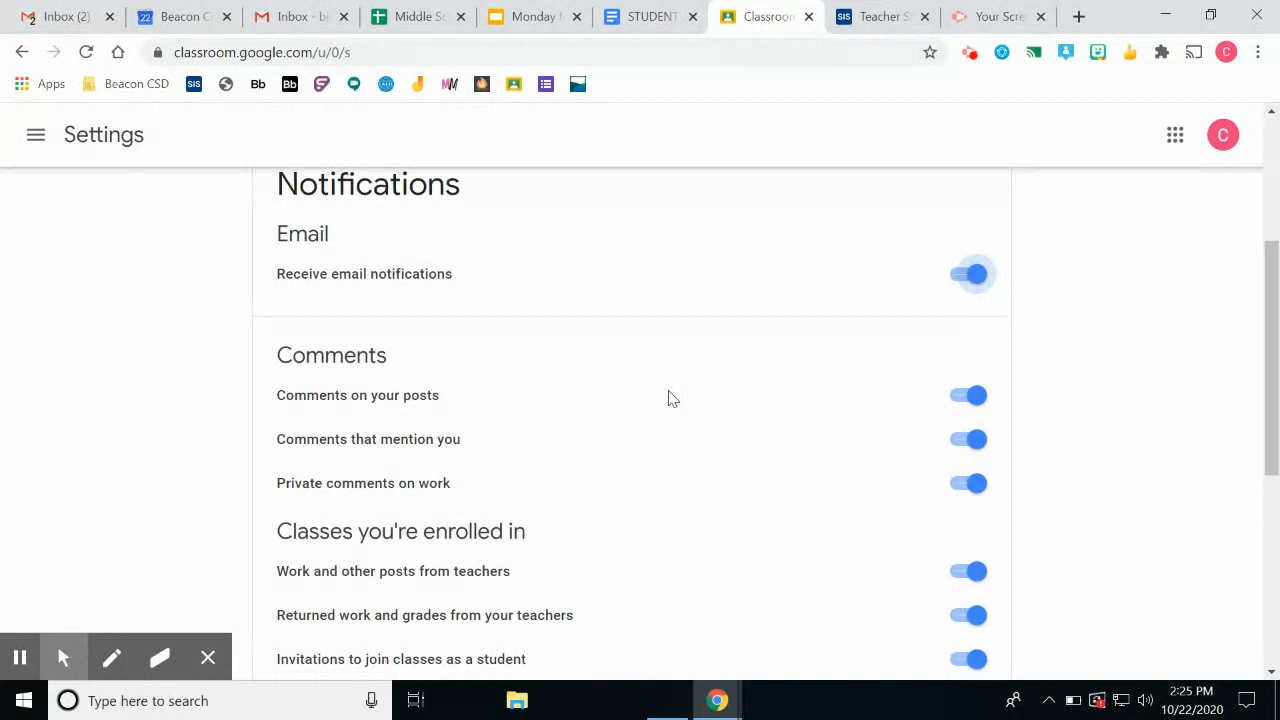 Inbox (2)
Beacon C
Inbox - bi
Middle Sc
Monday I
STUDENT
Classroom
Teacher S
Your Scre
classroom.google.com/u/0/s
C
Apps
Beacon CSD
SIS
Bb
Bb
Settings
C
Notifications
Email
Receive email notifications
Comments
Comments on your posts
Comments that mention you
Private comments on work
Classes you're enrolled in
Work and other posts from teachers
Returned work and grades from your teachers
Invitations to join classes as a student
Type here to search
2:25 PM
10/22/2020